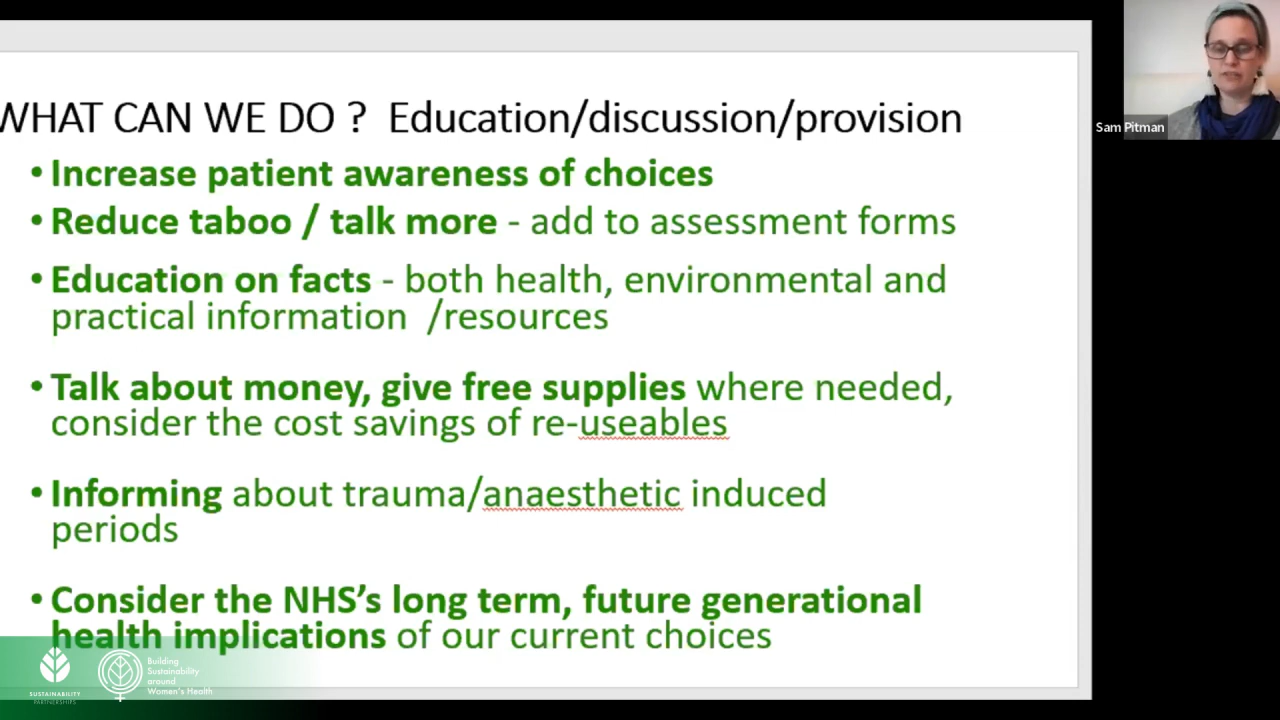 WHAT CAN WE DO ? Education/discussion/provision
• Increase patient awareness of choices
• Reduce taboo / talk more - add to assessment forms
• Education on facts - both health, environmental and
practical information /resources
• Talk about money, give free supplies where needed,
consider the cost savings of re-useables
• Informing about trauma/anaesthetic induced
periods
• Consider the NHS's long term, future generational
health implications of our current choices
Sam Pitman
SUSTAINABILITY
PARTNERSHIPS
Building
Sustainability
around
Women's Health